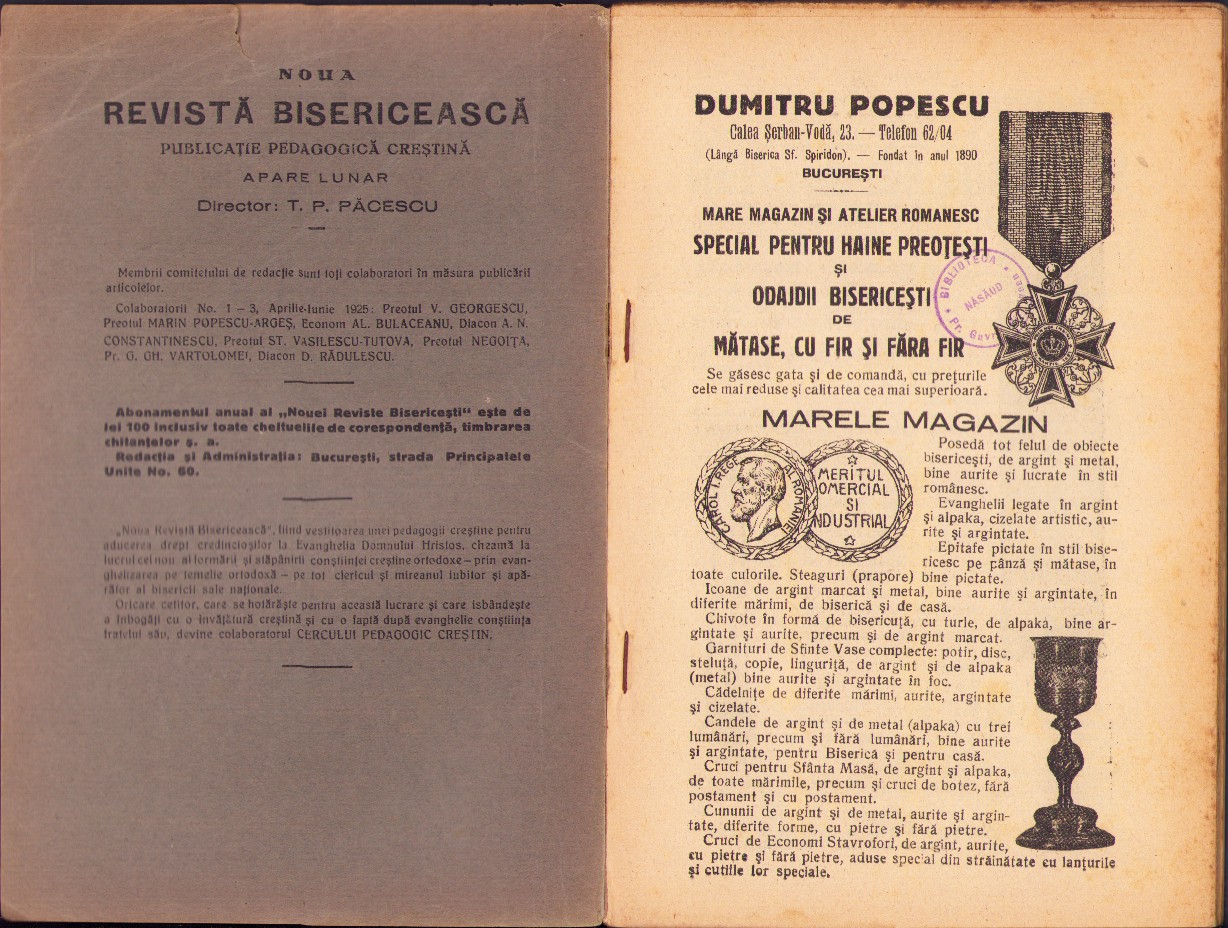 NOUA
REVISTĂ BISERICEASCĂ
PUBLICAȚIE PEDAGOGICĂ CREȘTINĂ
APARE LUNAR
Director: T. P. PĂCESCU
Membrii comitetului de redacție sunt toți colaboratori în măsura publicării
articolelor.
Colaboratorii No. 1 – 3, Aprilie-Iunie 1925: Preotul V. GEORGESCU,
Preotul MARIN POPESCU-ARGEȘ, Econom AL. BULACEANU, Diacon A. N.
CONSTANTINESCU, Preotul ST. VASILESCU-TUTOVA, Preotul NEGOIȚA,
Pr. G. GH. VARTOLOMEI, Diacon D. RĂDULESCU.
Abonamentul anual al „Nouei Reviste Bisericești“ este de
lei 100 inclusiv toate cheltuelile de corespondență, timbrarea
chitanțelor ș. a.
Redacția și Administrația: București, strada Principatele
Unite No. 60.
„Noua Revistă Bisericească“, fiind vestitoarea unei pedagogii creștine pentru
aducerea drept credincioșilor la Evanghelia Domnului Hristos, cheamă la
lucrul cel nou al formării și stăpânirii conștiinței creștine ortodoxe – prin evan-
ghelizarea pe temelie ortodoxă – pe tot clericul și mireanul iubitor și apă-
rător al bisericii sale naționale.
Oricare cetitor, care se hotărăște pentru această lucrare și care isbândește
a îmbogăți cu o învățătură creștină și cu o faptă după evanghelie conștiința
fratelui său, devine colaboratorul CERCULUI PEDAGOGIC CREȘTIN.
DUMITRU POPESCU
Calea Șerban-Vodă, 23. — Telefon 62/04
(Lângă Biserica Sf. Spiridon). — Fondat în anul 1890
BUCUREȘTI
MARE MAGAZIN ȘI ATELIER ROMANESC
SPECIAL PENTRU HAINE PREOȚEȘTI
ȘI
ODAJDII BISERICEȘTI
DE
MĂTASE, CU FIR ȘI FĂRA FIR
BIBLIOTECA
NĂSĂUD
Se găsesc gata și de comandă, cu prețurile
cele mai reduse și calitatea cea mai superioară.
MARELE MAGAZIN
CAROL I. REGE AL ROMANIEI
MERITUL
COMERCIAL
SI
INDUSTRIAL
Posedă tot felul de obiecte
bisericești, de argint și metal,
bine aurite și lucrate în stil
românesc.
Evanghelii legate în argint
și alpaka, cizelate artistic, au-
rite și argintate.
Epitafe pictate în stil bise-
ricesc pe pânză și mătase, în
toate culorile. Steaguri (prapore) bine pictate.
Icoane de argint marcat și metal, bine aurite și argintate, în
diferite mărimi, de biserică și de casă.
Chivote în formă de bisericuță, cu turle, de alpaka, bine ar-
gintate și aurite, precum și de argint marcat.
Garnituri de Sfinte Vase complecte: potir, disc,
steluță, copie, linguriță, de argint și de alpaka
(metal) bine aurite și argintate în foc.
Cădelnițe de diferite mărimi, aurite, argintate
și cizelate.
Candele de argint și de metal (alpaka) cu trei
lumânări, precum și fără lumânări, bine aurite
și argintate, pentru Biserică și pentru casă.
Cruci pentru Sfânta Masă, de argint și alpaka,
de toate mărimile, precum și cruci de botez, fără
postament și cu postament.
Cununii de argint și de metal, aurite și argin-
tate, diferite forme, cu pietre și fără pietre.
Cruci de Economi Stavrofori, de argint, aurite,
cu pietre și fără pietre, aduse special din străinătate cu lanțurile
și cutiile lor speciale.